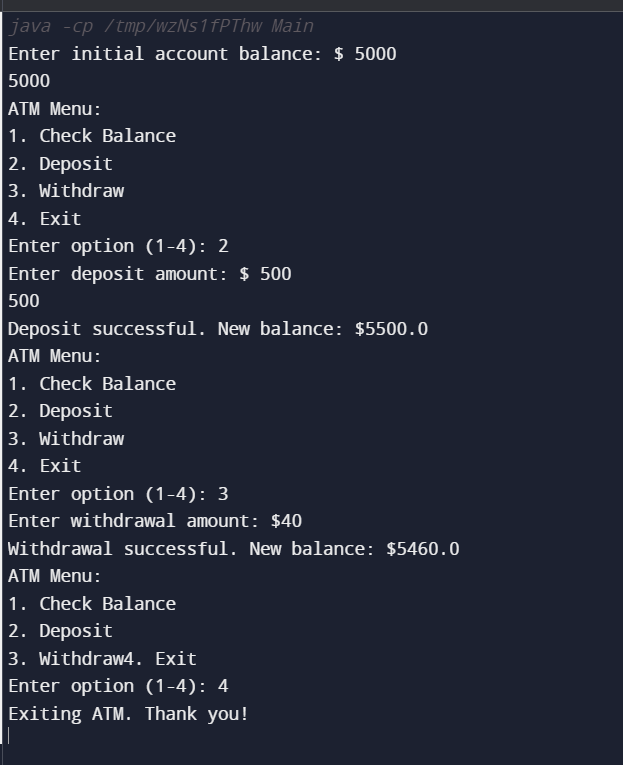 java -cp /tmp/wzNs1fPThw Main
Enter initial account balance: $ 5000
5000
ATM Menu:
1. Check Balance
2. Deposit
3. Withdraw
4. Exit
Enter option (1-4): 2
Enter deposit amount: $ 500
500
Deposit successful. New balance: $5500.0
ATM Menu:
1. Check Balance
2. Deposit
3. Withdraw
4. Exit
Enter option (1-4): 3
Enter withdrawal amount: $40
Withdrawal successful. New balance: $5460.0
ATM Menu:
1. Check Balance
2. Deposit
3. Withdraw4. Exit
Enter option (1-4): 4
Exiting ATM. Thank you!